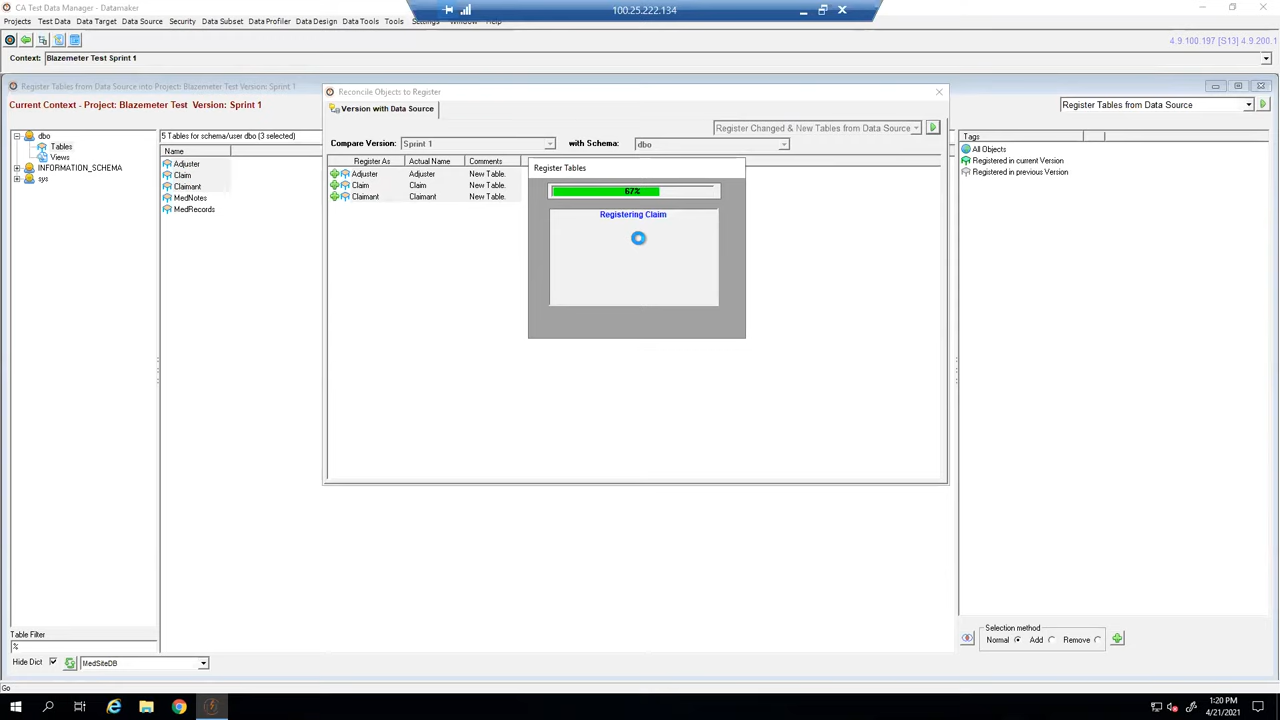 CA Test Data Manager - Datamaker
100.25.222.134
Projects Test Data Data Target Data Source Security Data Subset Data Profiler Data Design Data Tools Tools Settings Window Help
4.9.100.197 [S13] 4.9.200.1
Context: Blazemeter Test Sprint 1
Register Tables from Data Source into Project: Blazemeter Test Version: Sprint 1
Current Context - Project: Blazemeter Test Version: Sprint 1
Register Tables from Data Source
Reconcile Objects to Register
Version with Data Source
Register Changed & New Tables from Data Source
Compare Version: Sprint 1 with Schema: dbo
Register As Actual Name Comments
Adjuster Adjuster New Table.
Claim Claim New Table.
Claimant Claimant New Table.
Register Tables
67%
Registering Claim
dbo
Tables
Views
INFORMATION_SCHEMA
sys
5 Tables for schema/user dbo (3 selected)
Name
Adjuster
Claim
Claimant
MedNotes
MedRecords
Tags
All Objects
Registered in current Version
Registered in previous Version
Table Filter
%
Hide Dict MedSiteDB
Selection method
Normal Add Remove
Go
1:20 PM
4/21/2021